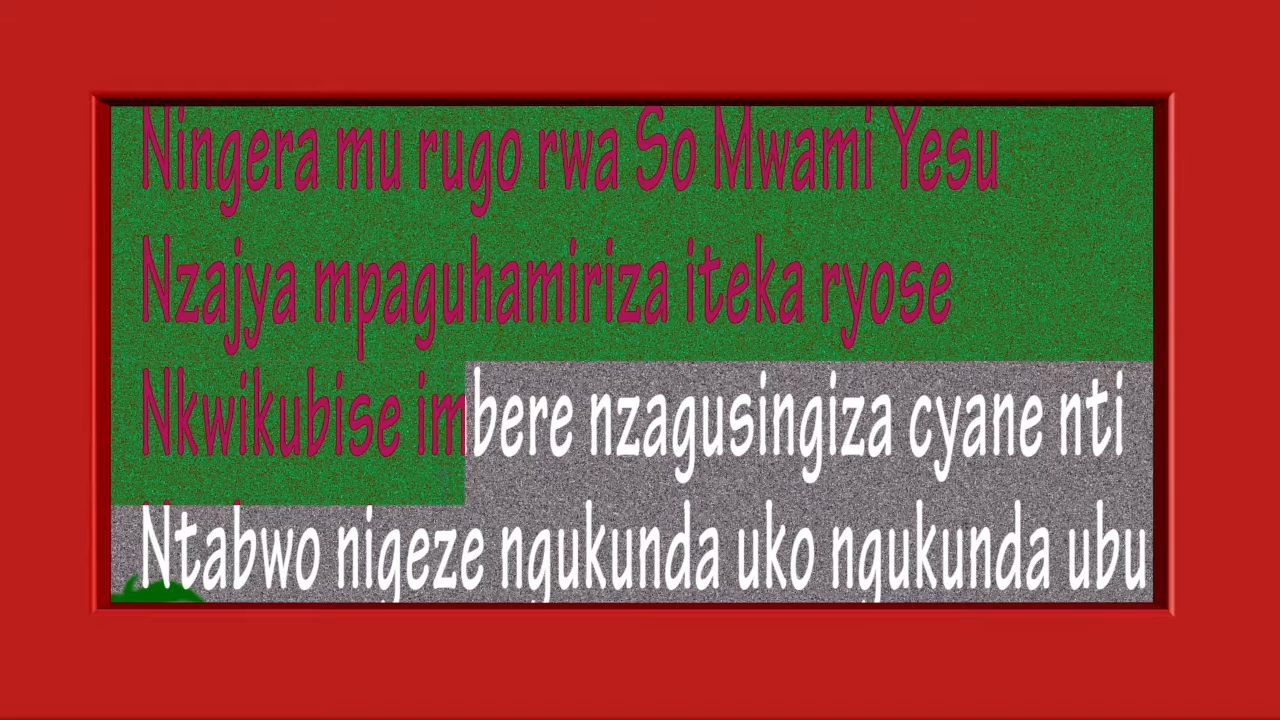 Ningera mu rugo rwa So Mwami Yesu
Nzajya mpaguhamiriza iteka ryose
Nkwikubise imbere nzagusingiza cyane nti
Ntabwo nigeze ngukunda uko ngukunda ubu